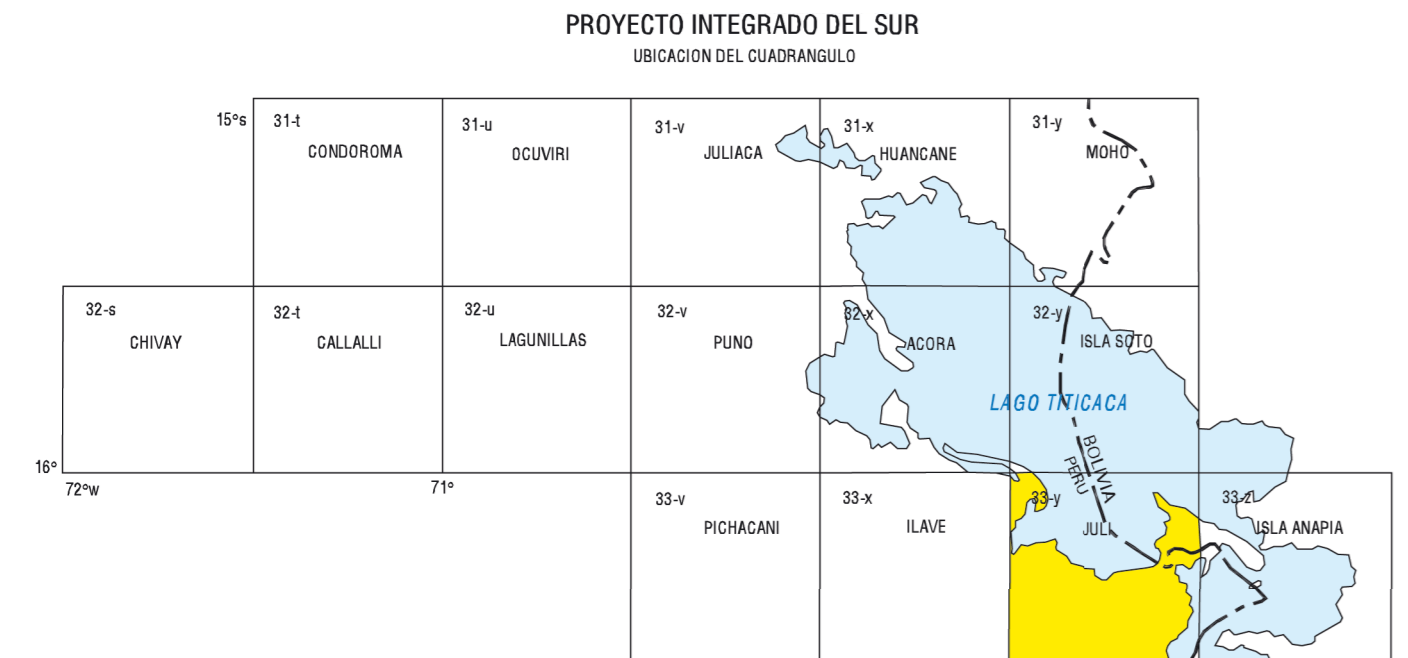 PROYECTO INTEGRADO DEL SUR
UBICACION DEL CUADRANGULO
15°s
31-t
CONDOROMA
31-u
OCUVIRI
31-v
JULIACA
31-x
HUANCANE
31-y
MOHO
32-s
CHIVAY
32-t
CALLALLI
32-u
LAGUNILLAS
32-v
PUNO
32-x
ACORA
32-y
ISLA SOTO
LAGO TITICACA
BOLIVIA
PERU
16°
72°w
71°
33-v
PICHACANI
33-x
ILAVE
33-y
JULI
33-z
ISLA ANAPIA